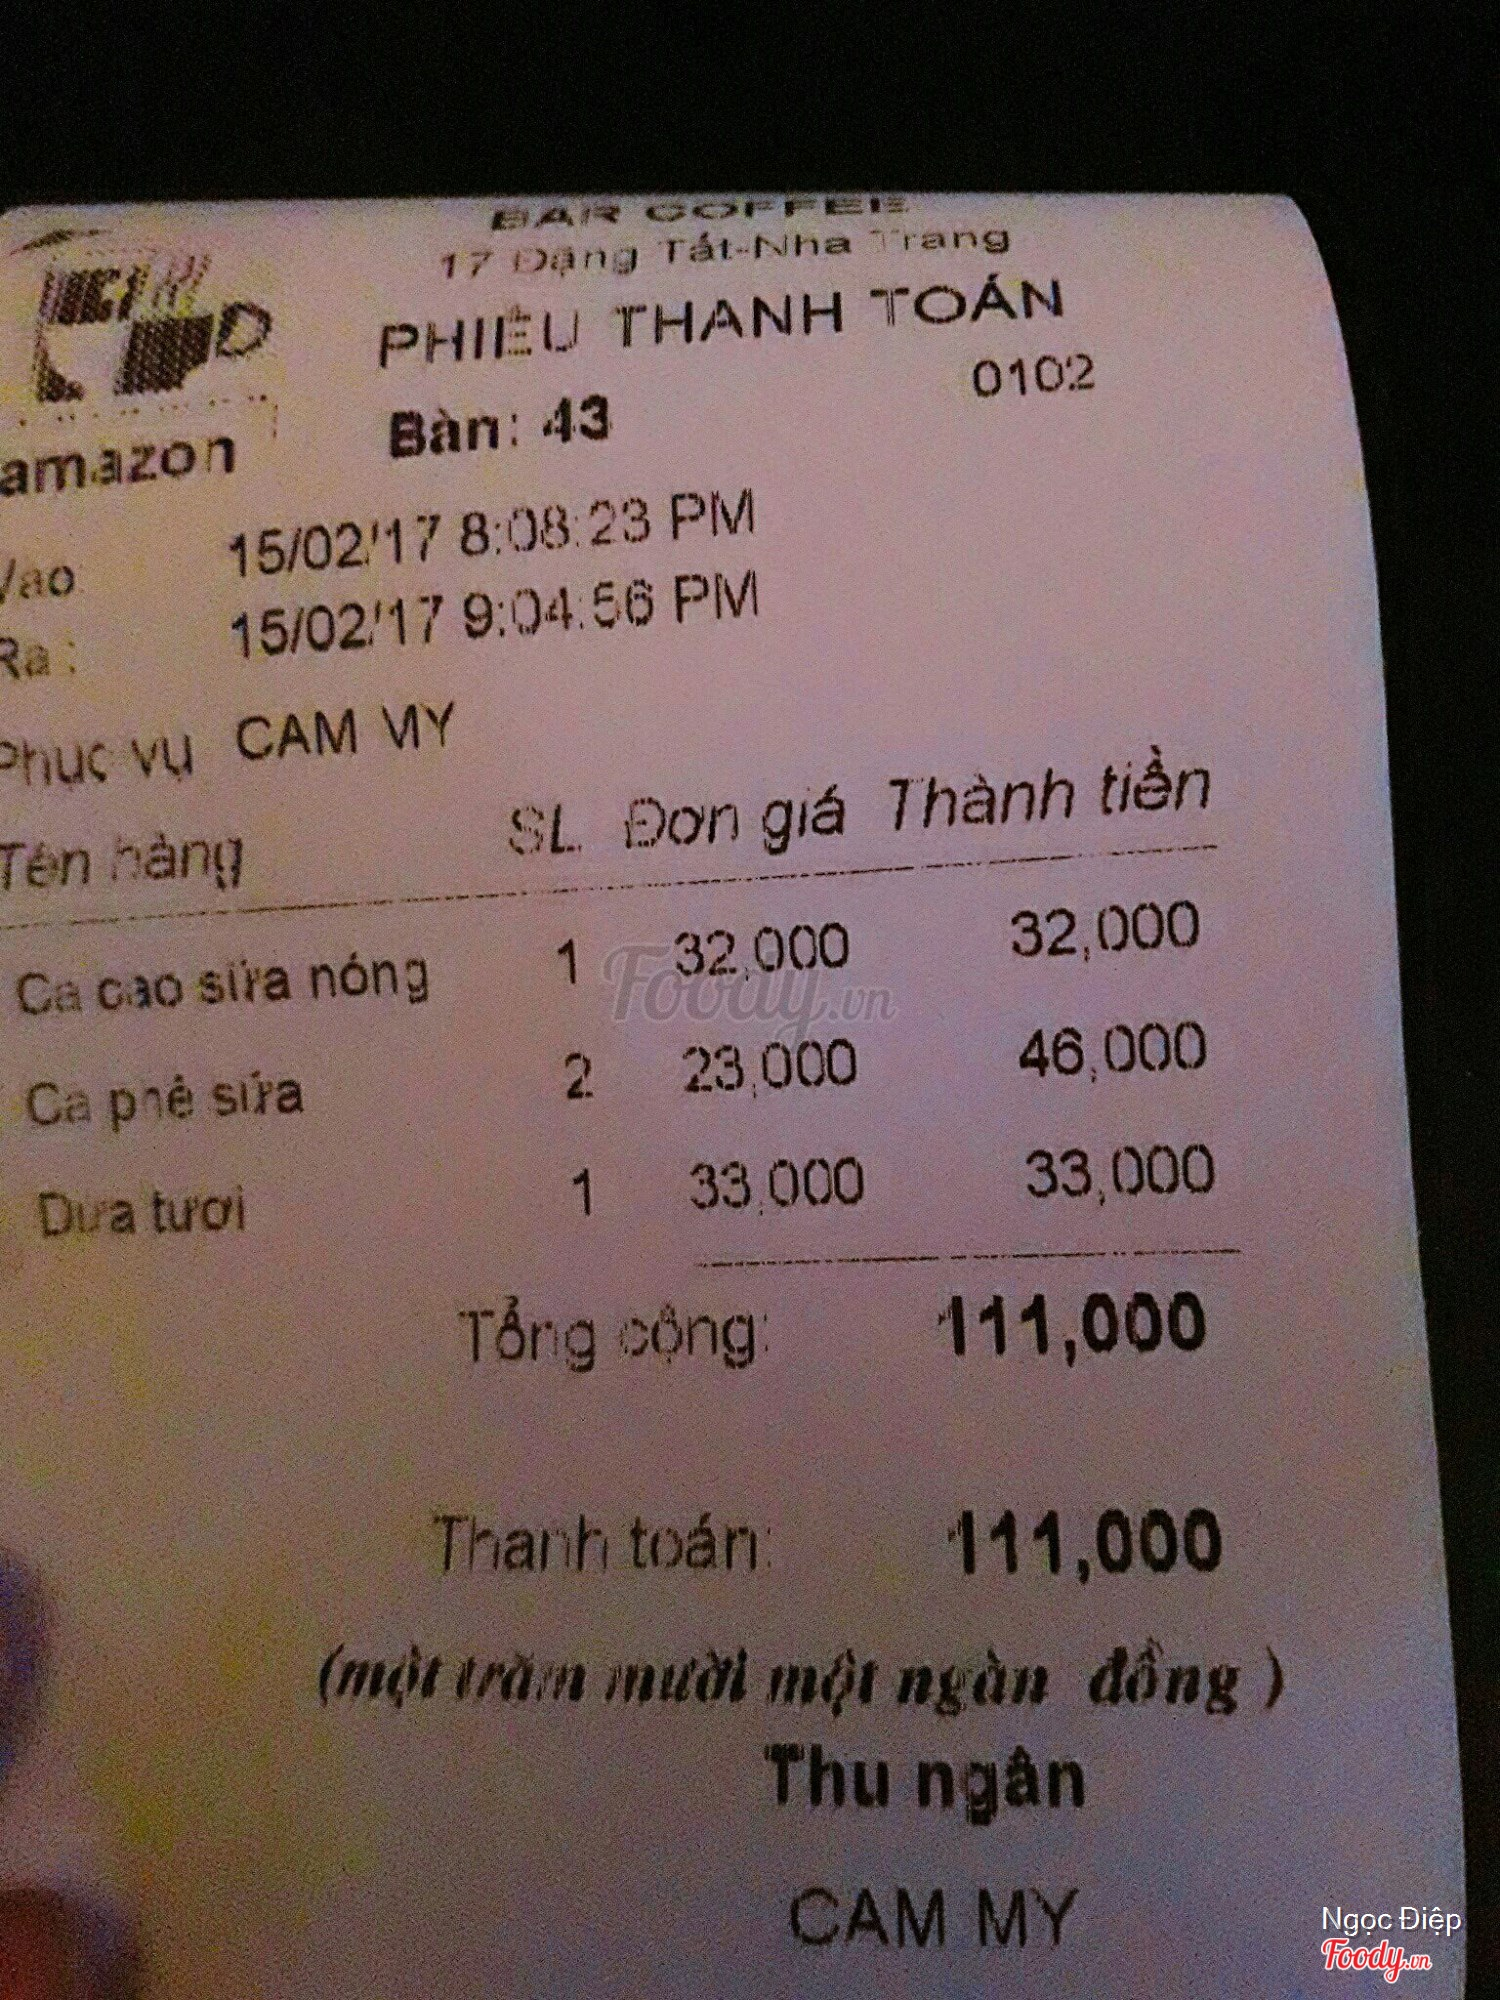 BAR COFFEE
17 Đặng Tất-Nha Trang
PHIẾU THANH TOÁN
0102
amazon
Bàn: 43
Vao 15/02/17 8:08:23 PM
Ra : 15/02/17 9:04:56 PM
Phục vụ CAM MY
Tên hàng SL Đơn giá Thành tiền
Ca cao sữa nóng 1 32,000 32,000
Cà phê sữa 2 23,000 46,000
Dừa tươi 1 33,000 33,000
Tổng cộng: 111,000
Thanh toán: 111,000
(một trăm mười một ngàn đồng )
Thu ngân
CAM MY
Foody.vn
Ngọc Điệp
Foody.vn